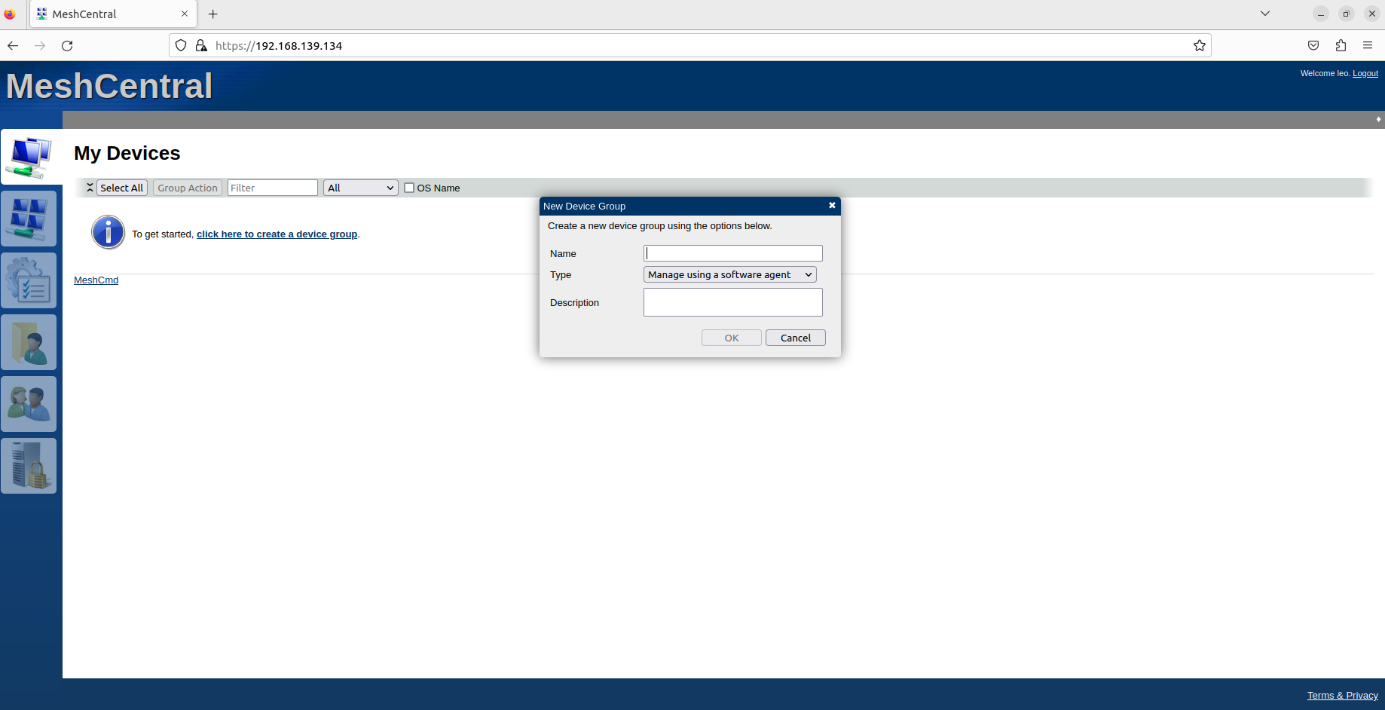 MeshCentral
https://192.168.139.134
MeshCentral
Welcome leo. Logout
My Devices
Select All Group Action Filter All OS Name
To get started, click here to create a device group.
MeshCmd
New Device Group
Create a new device group using the options below.
Name
Type Manage using a software agent
Description
OK Cancel
Terms & Privacy